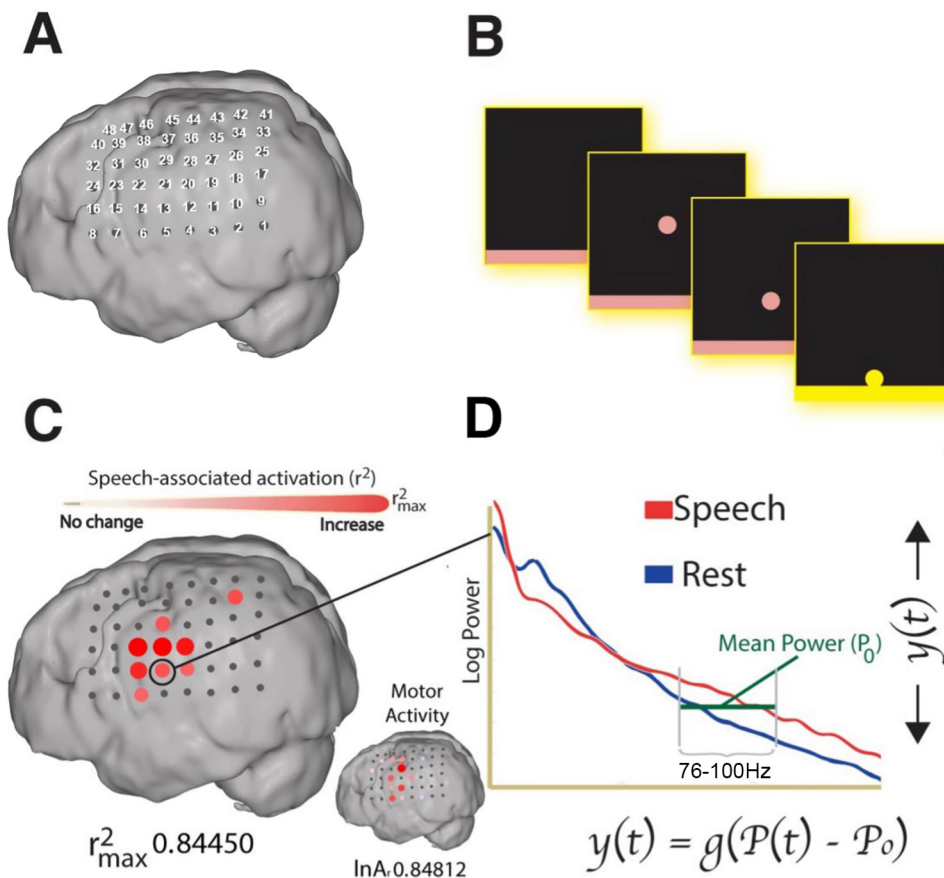 A
48 47 46 45 44 43 42 41
40 39 38 37 36 35 34 33
32 31 30 29 28 27 26 25
24 23 22 21 20 19 18 17
16 15 14 13 12 11 10 9
8 7 6 5 4 3 2 1
B
C
Speech-associated activation (r²)
r²max
No change
Increase
Motor
Activity
r²max 0.84450
lnAr 0.84812
D
Speech
Rest
Log Power
Mean Power (P₀)
76-100Hz
y(t)
y(t) = g(P(t) - P₀)